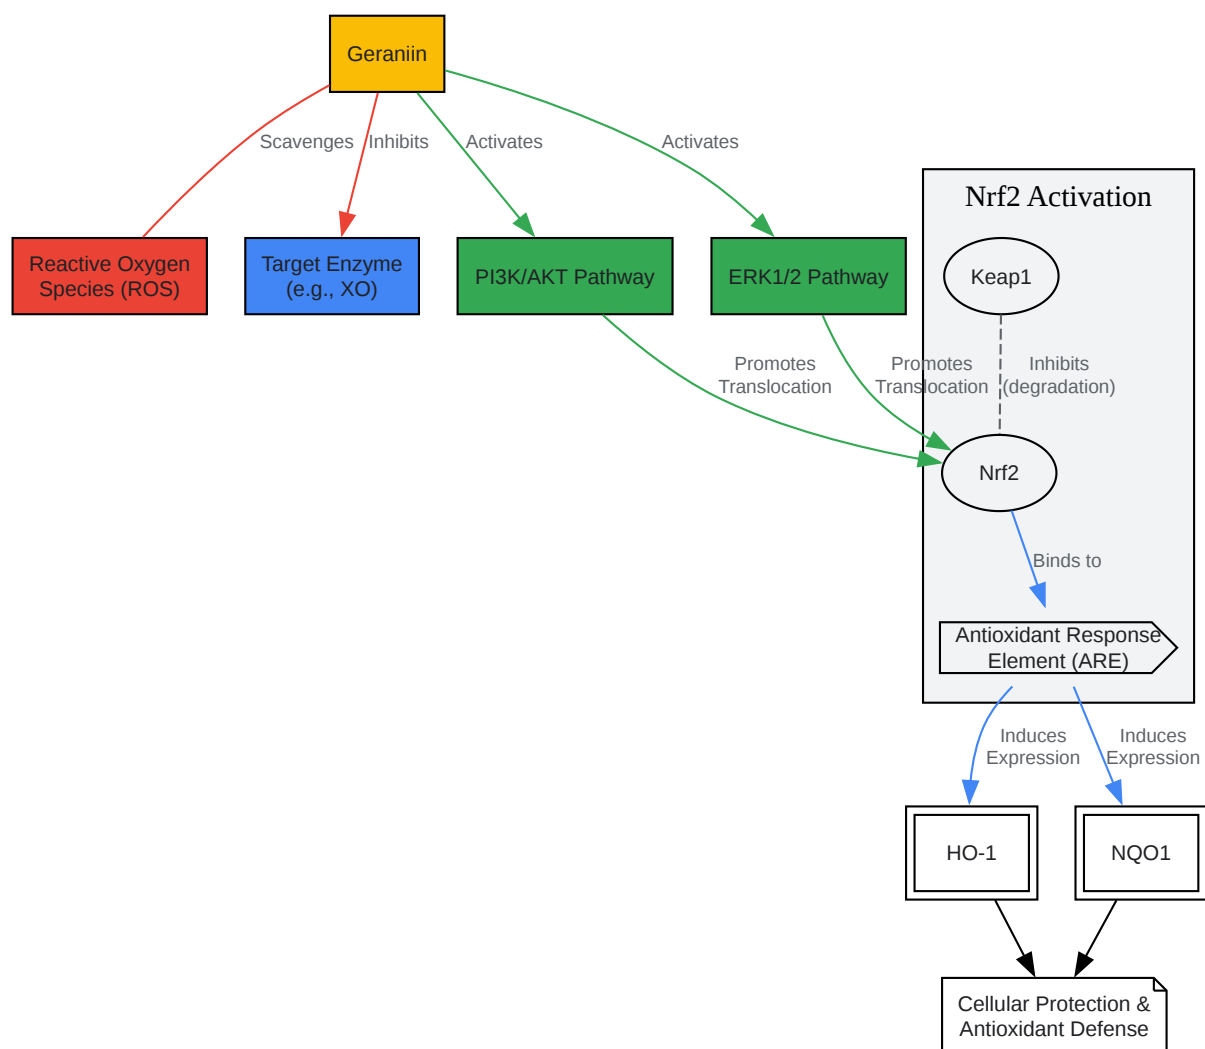 Geraniin
Scavenges
Inhibits
Activates
Activates
Nrf2 Activation
Reactive Oxygen
Species (ROS)
Target Enzyme
(e.g., XO)
PI3K/AKT Pathway
ERK1/2 Pathway
Keap1
Promotes
Translocation
Promotes
Translocation
Inhibits
(degradation)
Nrf2
Binds to
Antioxidant Response
Element (ARE)
Induces
Expression
Induces
Expression
HO-1
NQO1
Cellular Protection &
Antioxidant Defense